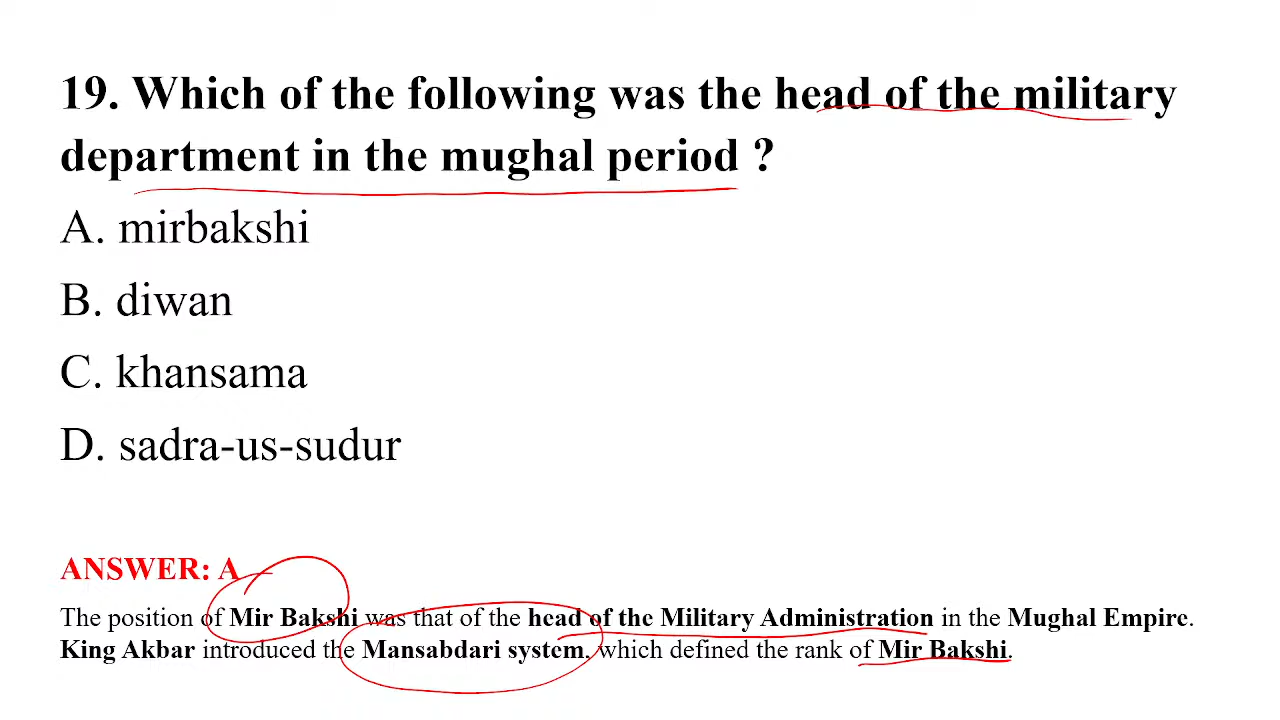 19. Which of the following was the head of the military
department in the mughal period ?
A. mirbakshi
B. diwan
C. khansama
D. sadra-us-sudur
ANSWER: A
The position of Mir Bakshi was that of the head of the Military Administration in the Mughal Empire.
King Akbar introduced the Mansabdari system, which defined the rank of Mir Bakshi.